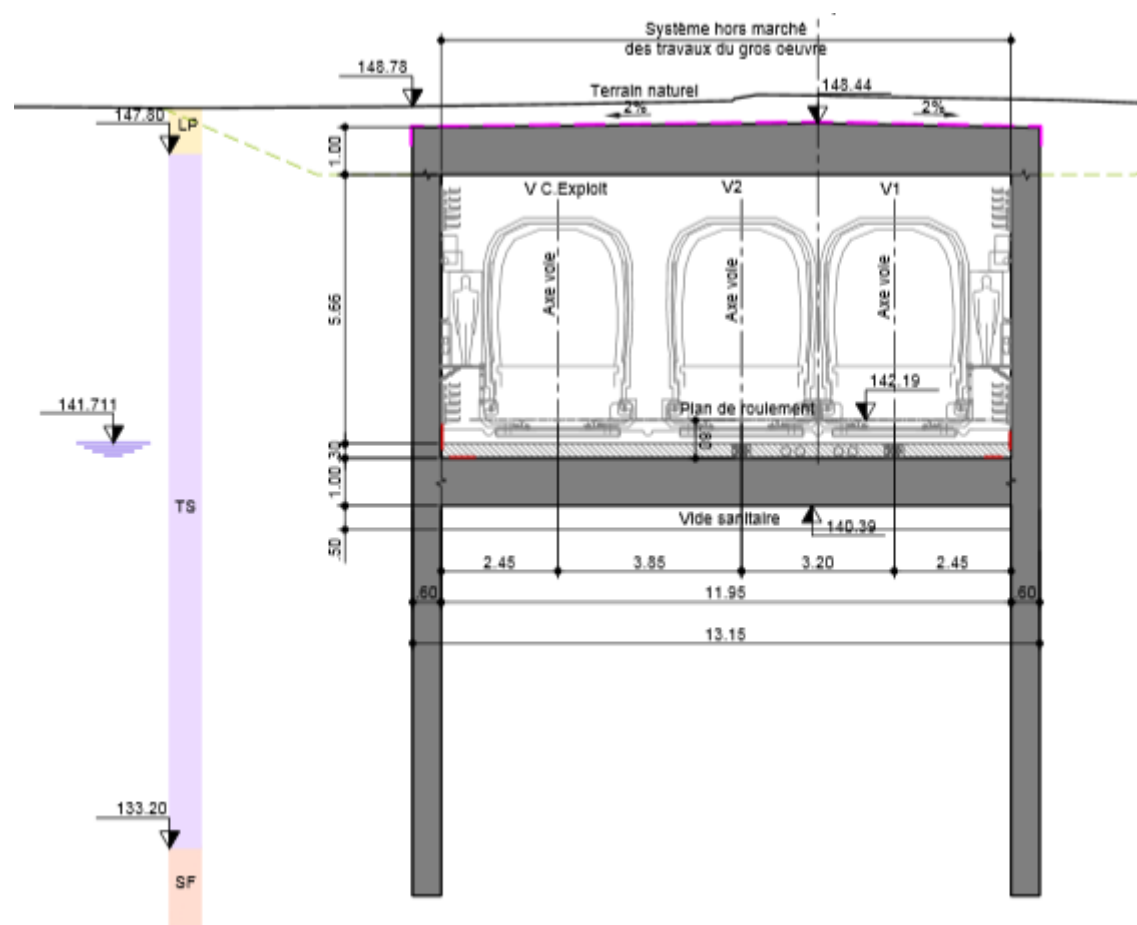 Système hors marché
des travaux du gros oeuvre
148.78
Terrain naturel
148.44
2%
2%
147.80
LP
1.00
V C.Exploit
V2
V1
Axe voie
Axe voie
Axe voie
5.66
142.19
Plan de roulement
.80
141.711
.30
1.00
TS
Vide sanitaire
140.39
.50
2.45
3.85
3.20
2.45
.60
11.95
.60
13.15
133.20
SF